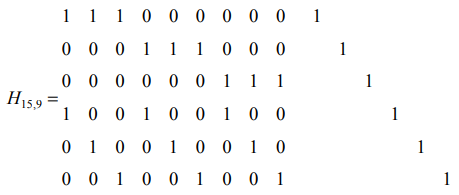 1 1 1 0 0 0 0 0 0 1
0 0 0 1 1 1 0 0 0 1
0 0 0 0 0 0 1 1 1 1
H15,9 =
1 0 0 1 0 0 1 0 0 1
0 1 0 0 1 0 0 1 0 1
0 0 1 0 0 1 0 0 1 1